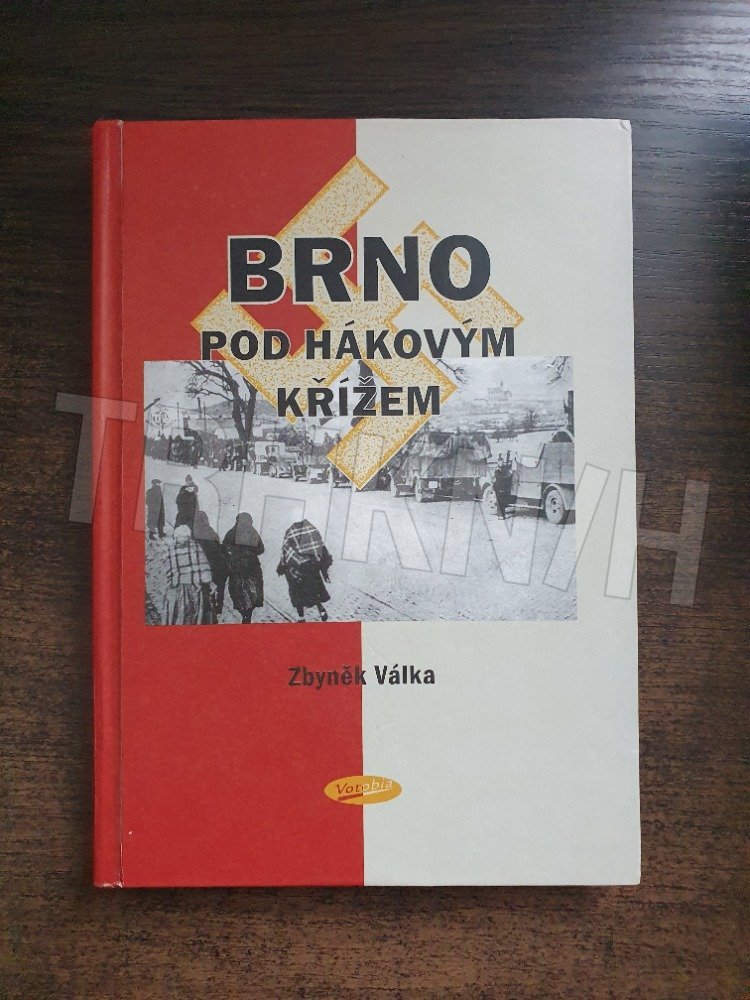 BRNO
POD HÁKOVÝM
KŘÍŽEM
Zbyněk Válka
Votobia